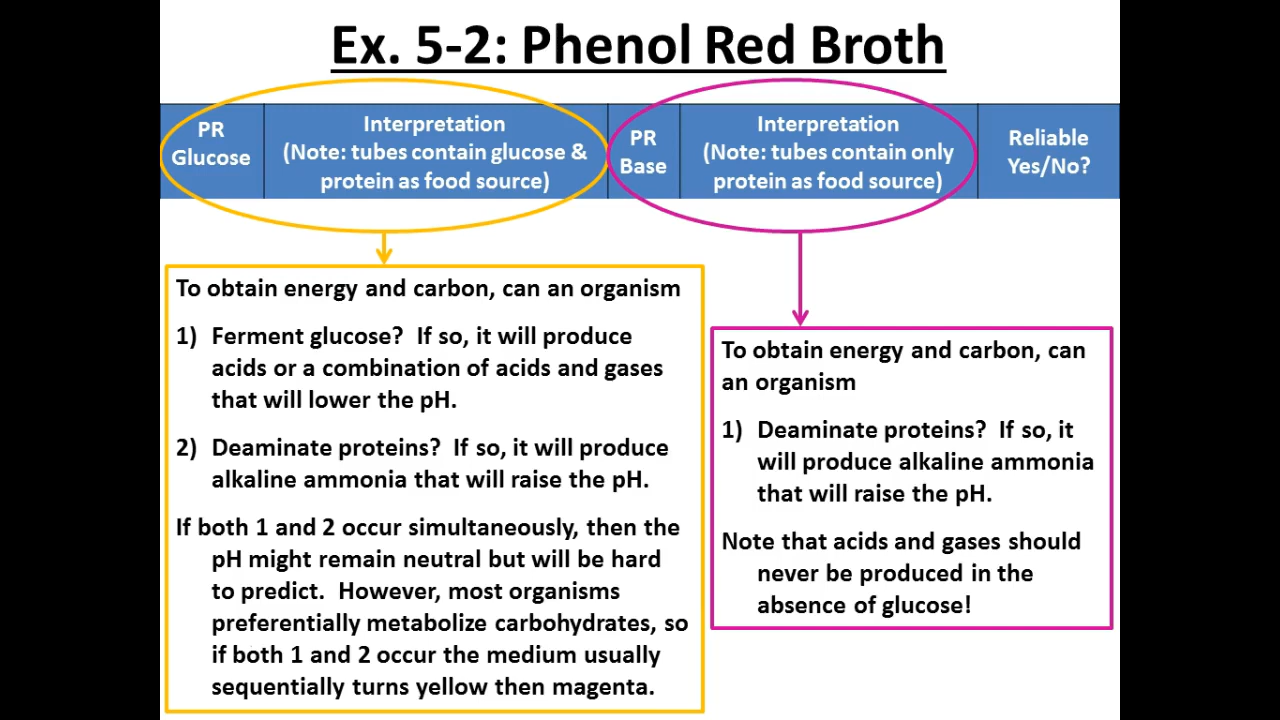 Ex. 5-2: Phenol Red Broth
PR
Glucose
Interpretation
(Note: tubes contain glucose &
protein as food source)
PR
Base
Interpretation
(Note: tubes contain only
protein as food source)
Reliable
Yes/No?
To obtain energy and carbon, can an organism
1) Ferment glucose? If so, it will produce
acids or a combination of acids and gases
that will lower the pH.
2) Deaminate proteins? If so, it will produce
alkaline ammonia that will raise the pH.
If both 1 and 2 occur simultaneously, then the
pH might remain neutral but will be hard
to predict. However, most organisms
preferentially metabolize carbohydrates, so
if both 1 and 2 occur the medium usually
sequentially turns yellow then magenta.
To obtain energy and carbon, can
an organism
1) Deaminate proteins? If so, it
will produce alkaline ammonia
that will raise the pH.
Note that acids and gases should
never be produced in the
absence of glucose!